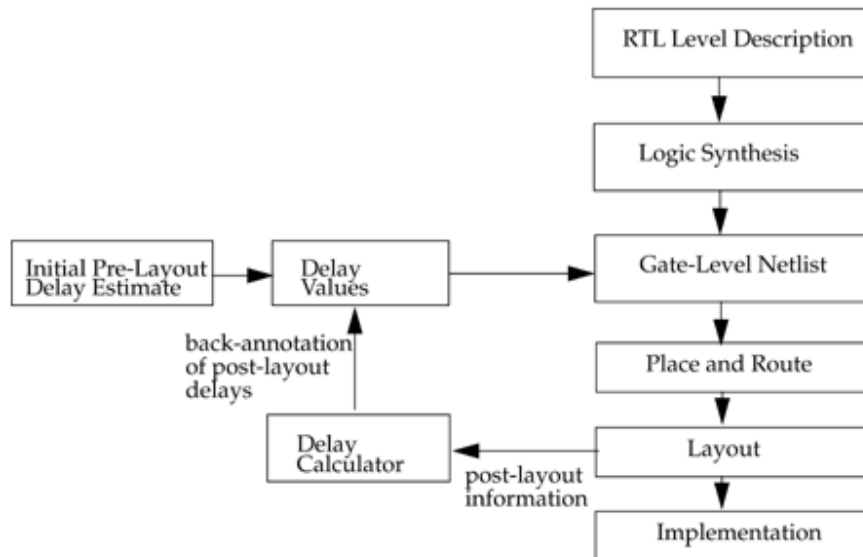 RTL Level Description
Logic Synthesis
Initial Pre-Layout
Delay Estimate
Delay
Values
Gate-Level Netlist
back-annotation
of post-layout
delays
Place and Route
Delay
Calculator
Layout
post-layout
information
Implementation